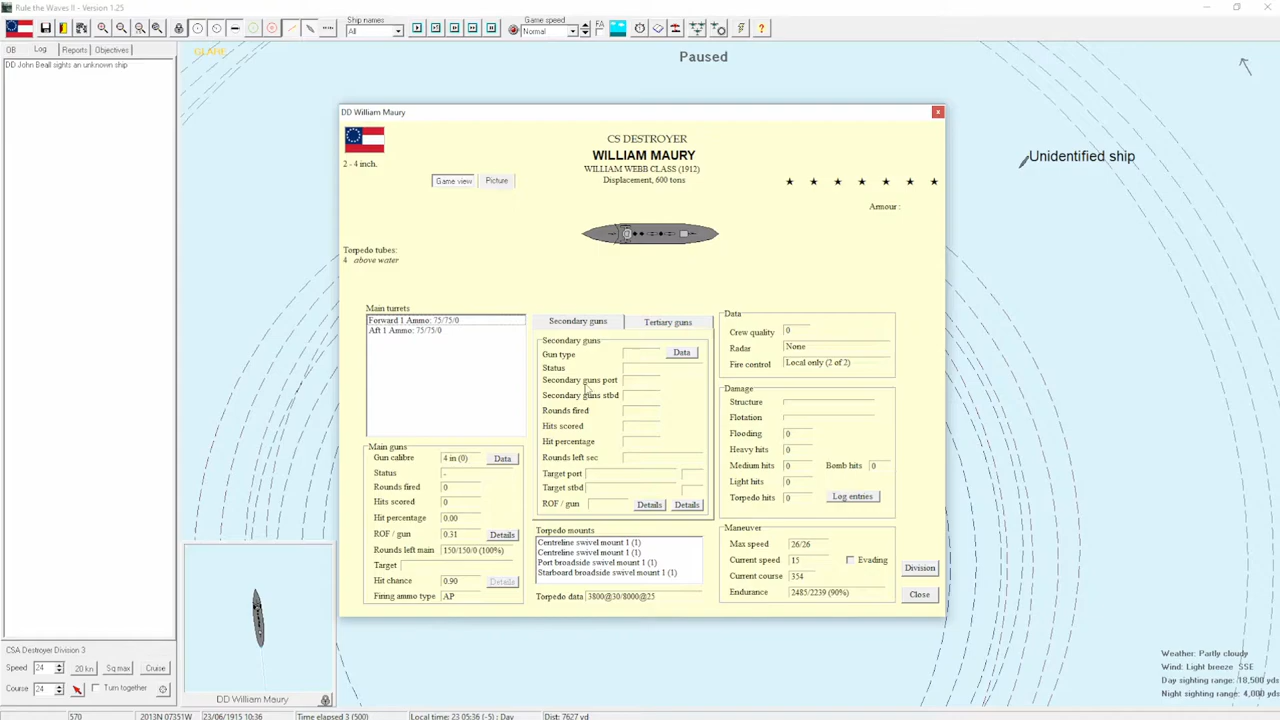 Rule the Waves II - Version 1.25
Ship names
All
Game speed
Normal
FA
OB
Log
Reports
Objectives
DD John Beall sights an unknown ship
Paused
Unidentified ship
DD William Maury
x
2 - 4 inch.
Game view
Picture
CS DESTROYER
WILLIAM MAURY
WILLIAM WEBB CLASS (1912)
Displacement, 600 tons
Armour :
Torpedo tubes:
4 above water
Main turrets
Forward 1 Ammo: 75/75/0
Aft 1 Ammo: 75/75/0
Main guns
Gun calibre 4 in (0) Data
Status -
Rounds fired 0
Hits scored 0
Hit percentage 0.00
ROF / gun 0.31 Details
Rounds left main 150/150/0 (100%)
Target
Hit chance 0.90 Details
Firing ammo type AP
Secondary guns
Tertiary guns
Secondary guns
Gun type Data
Status
Secondary guns port
Secondary guns stbd
Rounds fired
Hits scored
Hit percentage
Rounds left sec
Target port
Target stbd
ROF / gun Details Details
Torpedo mounts
Centreline swivel mount 1 (1)
Centreline swivel mount 1 (1)
Port broadside swivel mount 1 (1)
Starboard broadside swivel mount 1 (1)
Torpedo data 3800@30/8000@25
Data
Crew quality 0
Radar None
Fire control Local only (2 of 2)
Damage
Structure
Flotation
Flooding 0
Heavy hits 0
Medium hits 0 Bomb hits 0
Light hits 0
Torpedo hits 0 Log entries
Maneuver
Max speed 26/26
Current speed 15 Evading
Current course 354
Endurance 2485/2239 (90%)
Division
Close
CSA Destroyer Division 3
Speed 24 20 kn Sq max Cruise
Course 24 Turn together
DD William Maury
Weather: Partly cloudy
Wind: Light breeze SSE
Day sighting range: 18,500 yds
Night sighting range: 4,000 yds
570
2013N 07351W
23/06/1915 10:36
Time elapsed 3 (500)
Local time: 23 05:36 (-5) : Day
Dist: 7627 yd